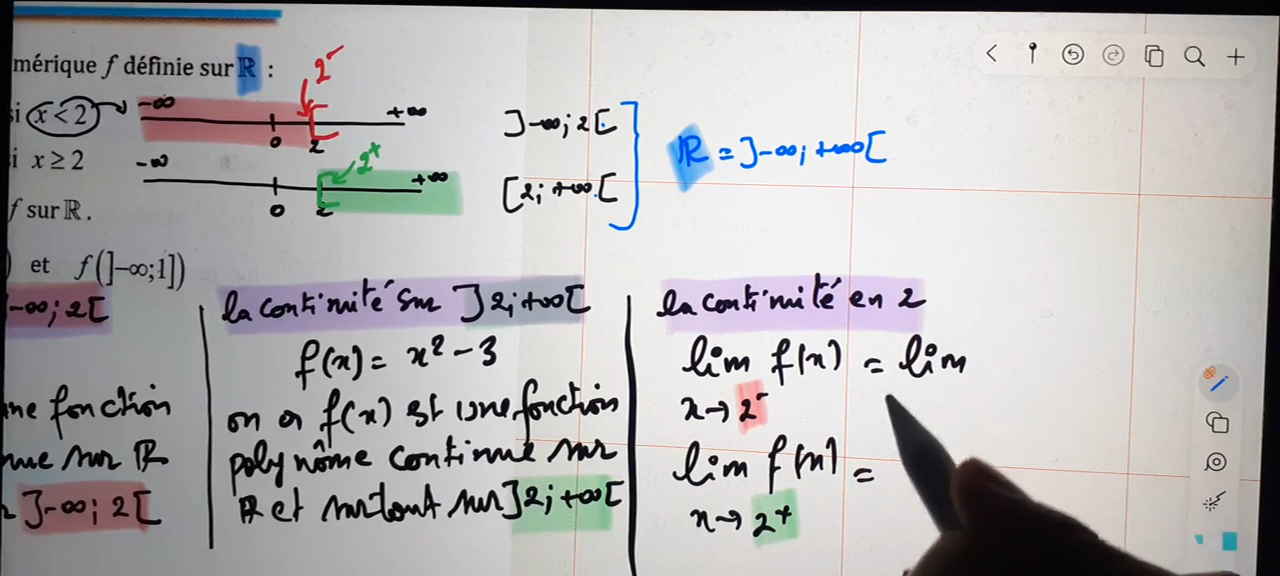 mérique f définie sur ℝ :
2⁻
i x < 2
-∞ 0 2 +∞
]-∞; 2[
i x ≥ 2
2⁺
-∞ 0 2 +∞
[2; +∞[
ℝ = ]-∞; +∞[
f sur ℝ.
) et f(]-∞;1])
-∞; 2[
ne fonction
nue sur ℝ
]-∞; 2[
la continuité sur ]2; +∞[
f(x) = x² - 3
on a f(x) est une fonction
polynôme continue sur
ℝ et surtout sur ]2; +∞[
la continuité en 2
lim f(x) = lim
x → 2⁻
lim f(x) =
x → 2⁺